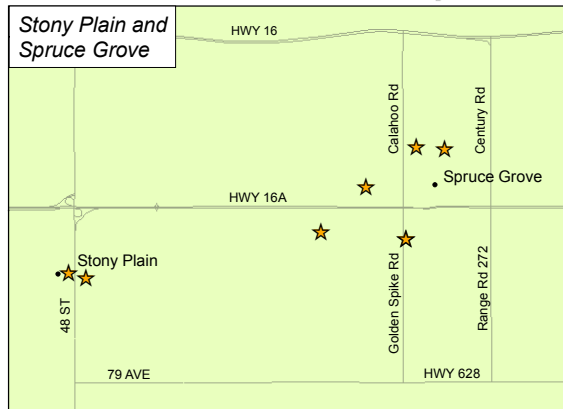 Stony Plain and
Spruce Grove
HWY 16
Calahoo Rd
Century Rd
Spruce Grove
HWY 16A
Stony Plain
48 ST
Golden Spike Rd
Range Rd 272
79 AVE
HWY 628